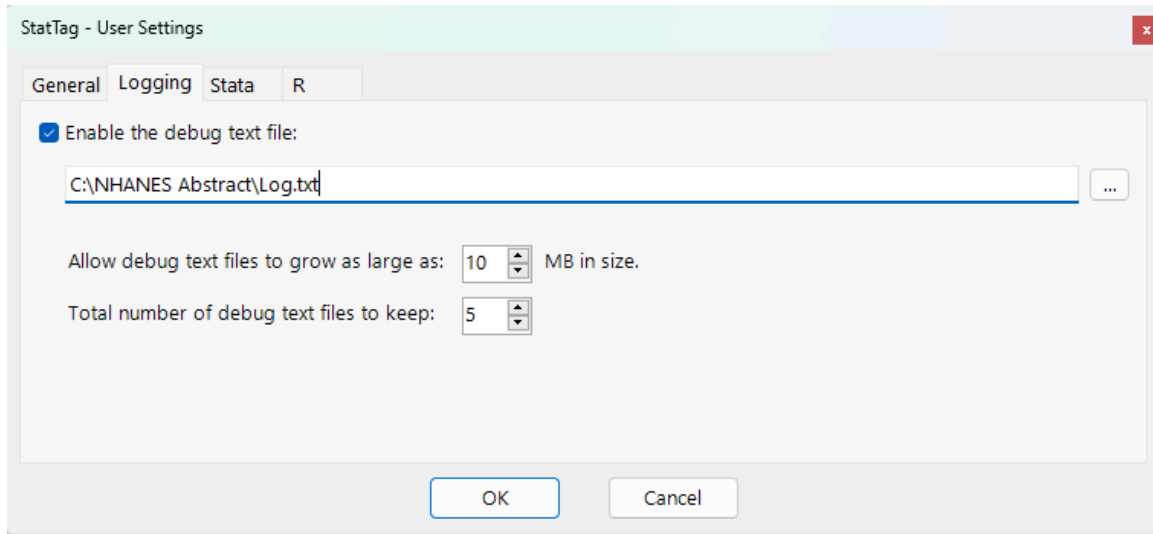 StatTag - User Settings
x
General Logging Stata R
Enable the debug text file:
C:\NHANES Abstract\Log.txt
...
Allow debug text files to grow as large as: 10 MB in size.
Total number of debug text files to keep: 5
OK Cancel